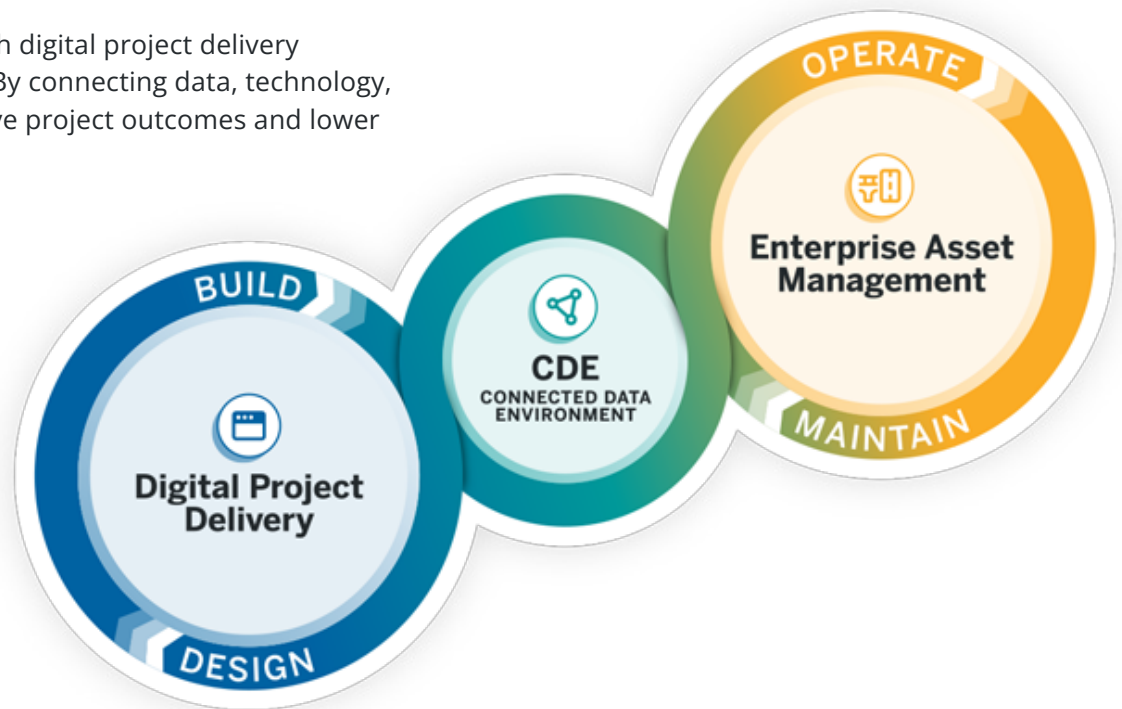 digital project delivery
By connecting data, technology,
project outcomes and lower
OPERATE
Enterprise Asset
Management
MAINTAIN
BUILD
CDE
CONNECTED DATA
ENVIRONMENT
Digital Project
Delivery
DESIGN